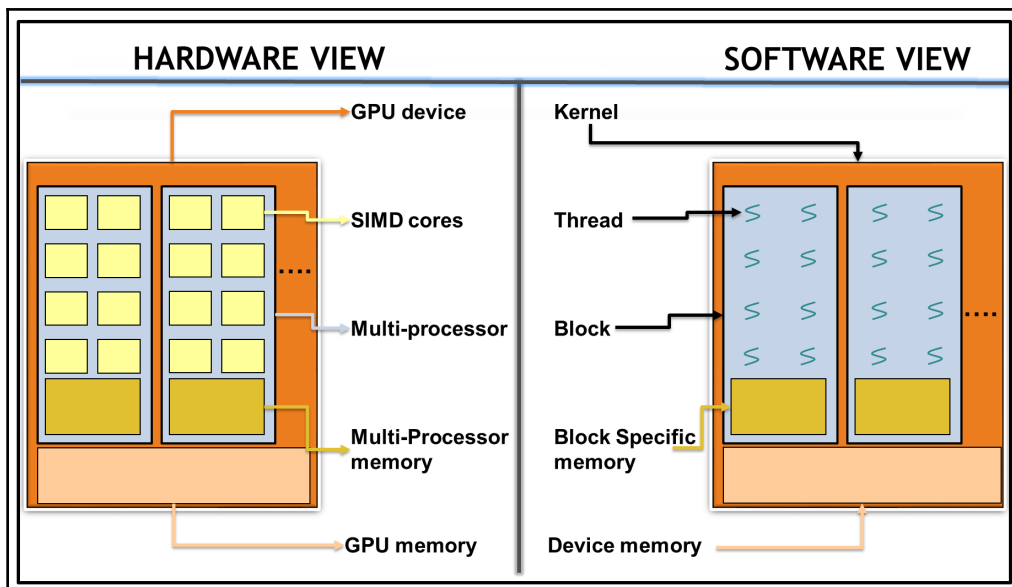 HARDWARE VIEW
SOFTWARE VIEW
GPU device
SIMD cores
....
Multi-processor
Multi-Processor
memory
GPU memory
Kernel
Thread
Block
....
Block Specific
memory
Device memory